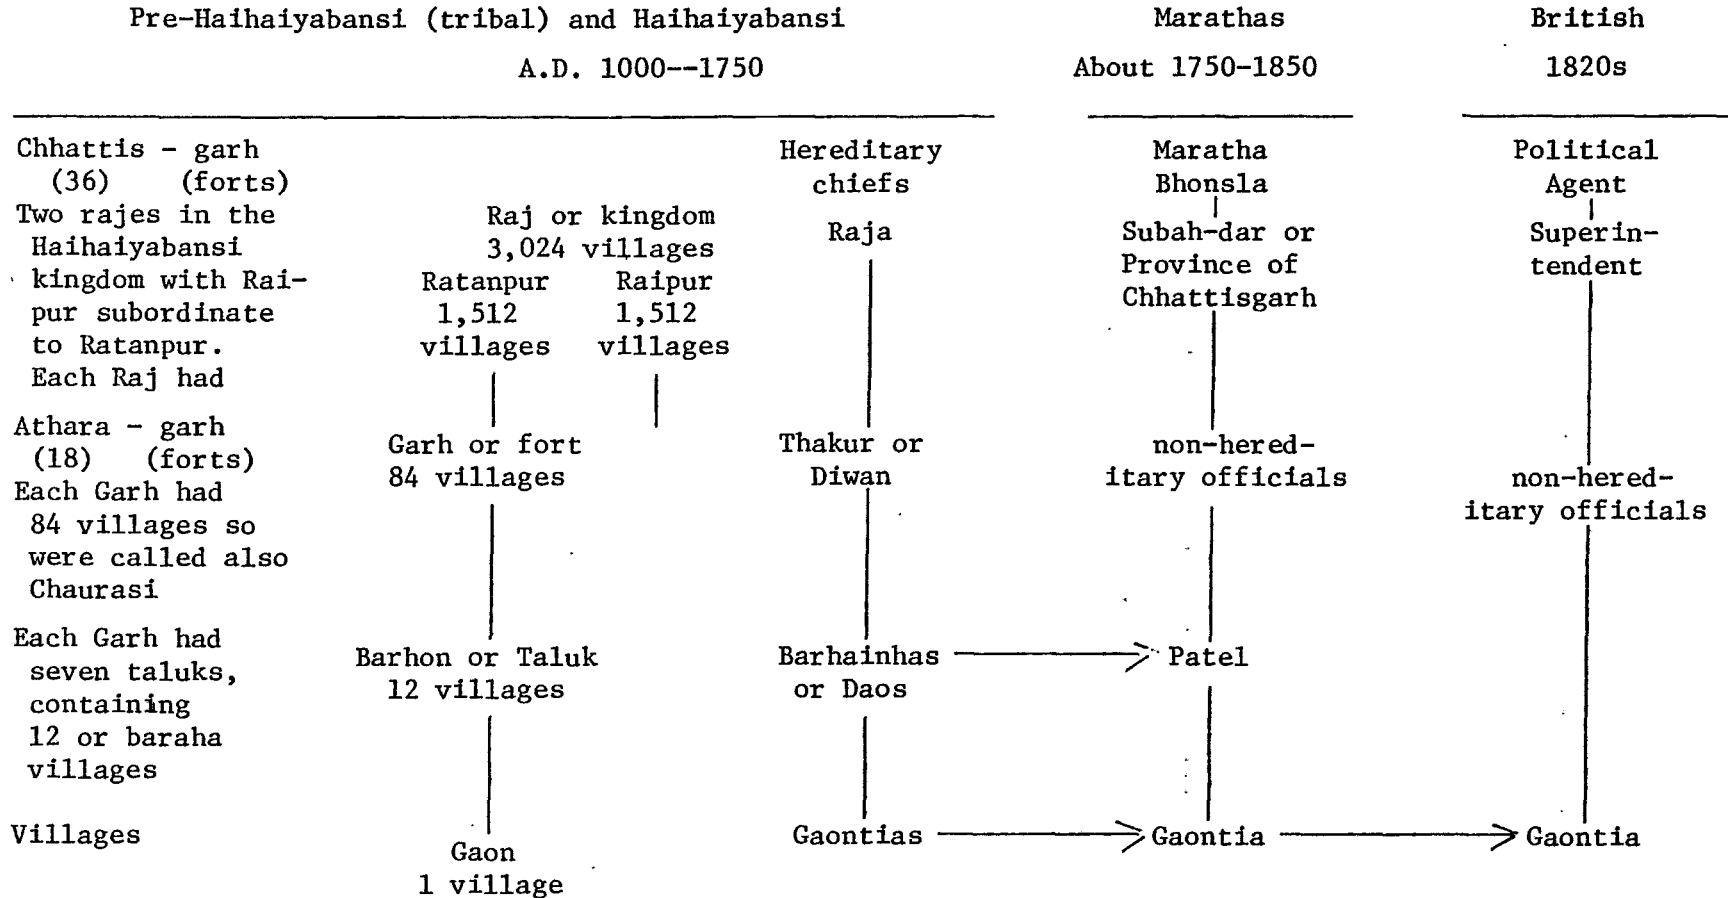 Pre-Haihaiyabansi (tribal) and Haihaiyabansi
A.D. 1000--1750
Marathas
About 1750-1850
British
1820s
Chhattis - garh
(36) (forts)
Two rajes in the
Haihaiyabansi
kingdom with Rai-
pur subordinate
to Ratanpur.
Each Raj had
Athara - garh
(18) (forts)
Each Garh had
84 villages so
were called also
Chaurasi
Each Garh had
seven taluks,
containing
12 or baraha
villages
Villages
Raj or kingdom
3,024 villages
Ratanpur
1,512
villages
Raipur
1,512
villages
Garh or fort
84 villages
Barhon or Taluk
12 villages
Gaon
1 village
Hereditary
chiefs
Raja
Thakur or
Diwan
Barhainhas
or Daos
Gaontias
Maratha
Bhonsla
Subah-dar or
Province of
Chhattisgarh
non-hered-
itary officials
Patel
Gaontia
Political
Agent
Superin-
tendent
non-hered-
itary officials
Gaontia